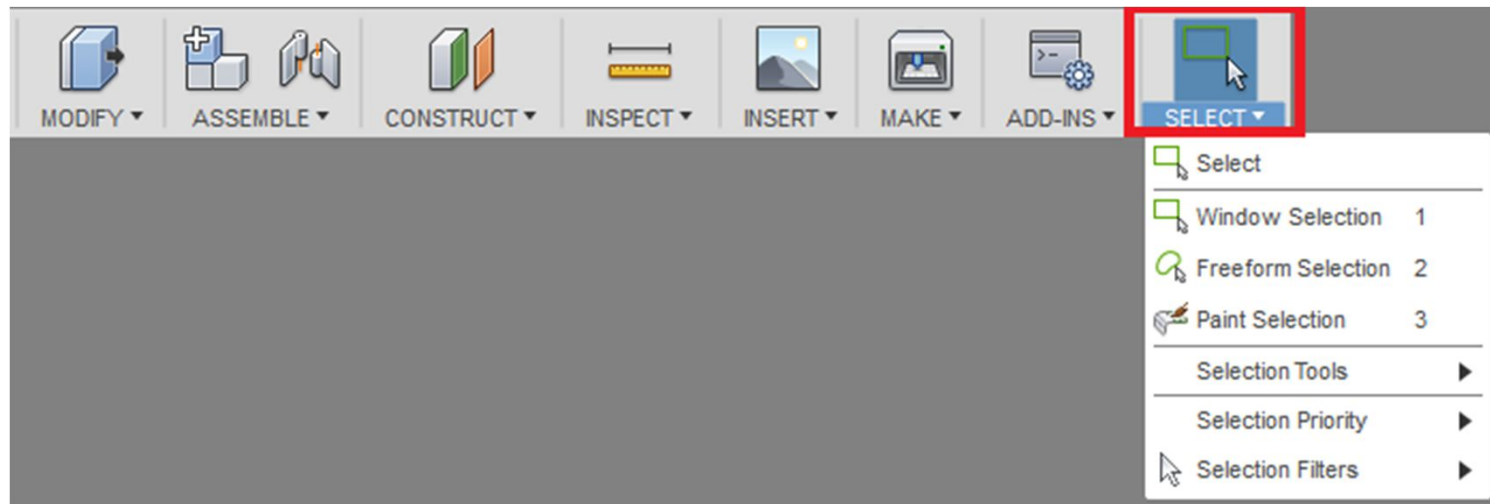 MODIFY ASSEMBLE CONSTRUCT INSPECT INSERT MAKE ADD-INS SELECT
Select
Window Selection 1
Freeform Selection 2
Paint Selection 3
Selection Tools
Selection Priority
Selection Filters